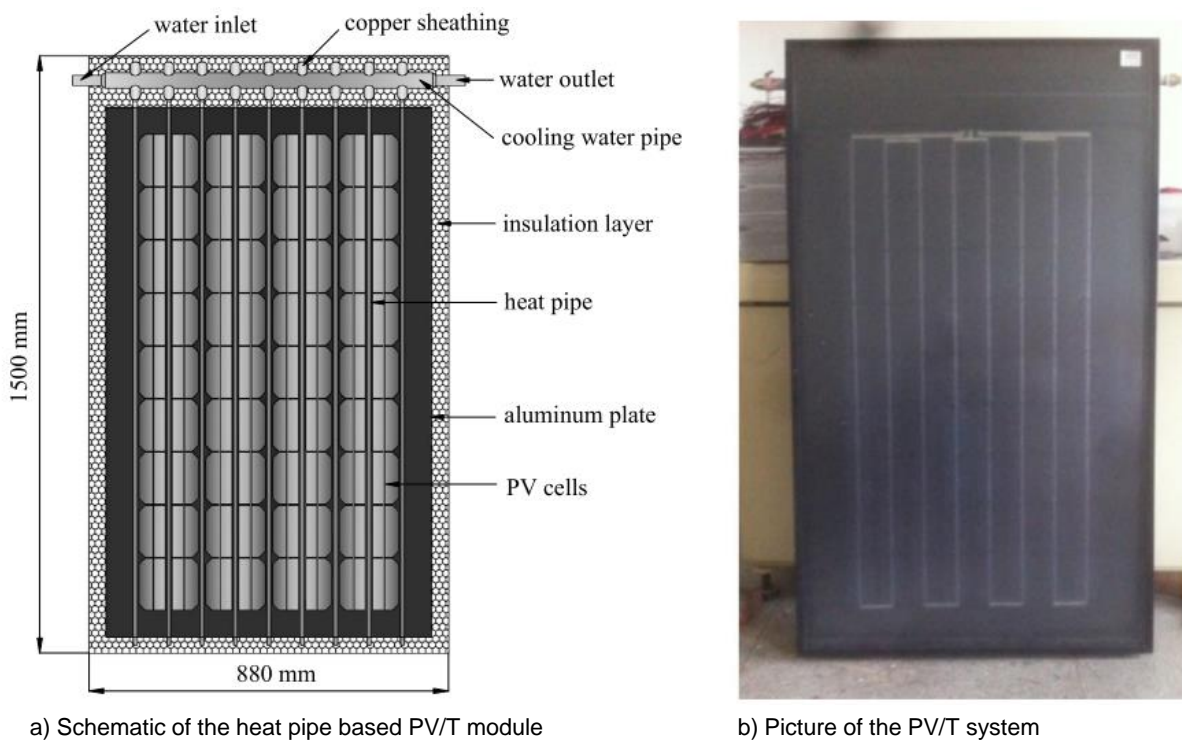 water inlet
copper sheathing
water outlet
cooling water pipe
insulation layer
heat pipe
aluminum plate
PV cells
1500 mm
880 mm
a) Schematic of the heat pipe based PV/T module
b) Picture of the PV/T system